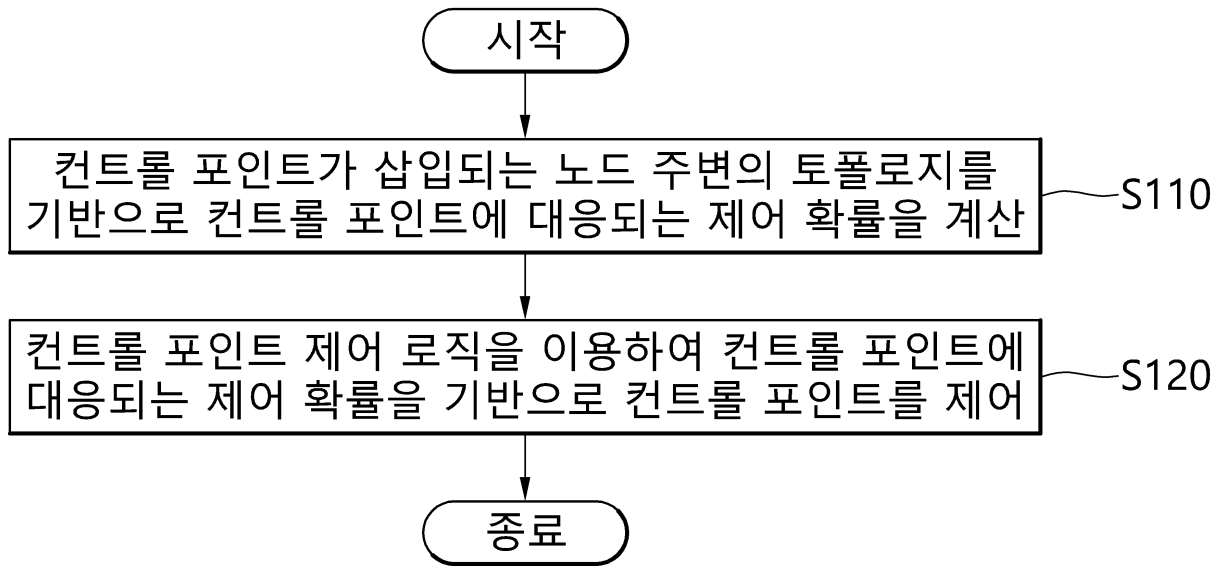 시작
컨트롤 포인트가 삽입되는 노드 주변의 토폴로지를
기반으로 컨트롤 포인트에 대응되는 제어 확률을 계산
S110
컨트롤 포인트 제어 로직을 이용하여 컨트롤 포인트에
대응되는 제어 확률을 기반으로 컨트롤 포인트를 제어
S120
종료